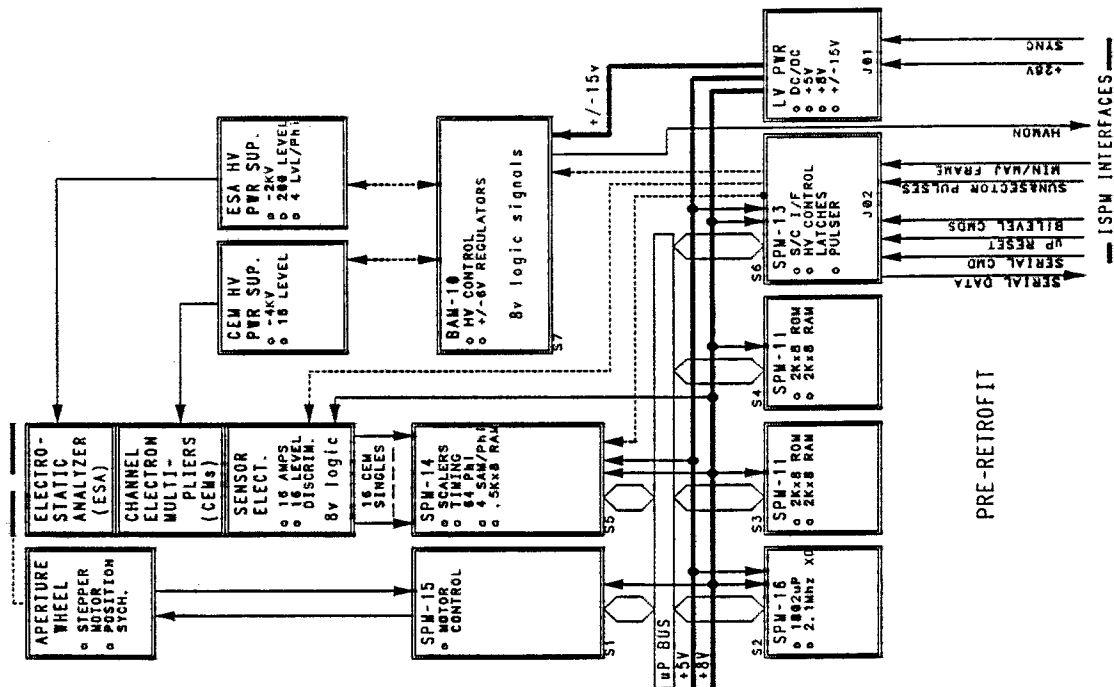 APERTURE
WHEEL
o STEPPER
MOTOR
o POSITION
SYCH.
ELECTRO-
STATIC
ANALYZER
(ESA)
CHANNEL
ELECTRON
MULTI-
PLIERS
(CEMs)
SENSOR
ELECT.
o 16 AMPS
o 16 LEVEL
DISCRIM.
8v logic
16 CEM
SINGLES
CEM HV
PWR SUP.
o -4KV
o 16 LEVEL
ESA HV
PWR SUP.
o -2KV
o 200 LEVEL
o 4 LVL/Phi
SPM-15
o MOTOR
CONTROL
S1
SPM-14
o SCALERS
o TIMING
64 Phi
o 4 SAM/Phi
o .5Kx8 RAM
S5
BAM-10
o HV CONTROL
o +/-6V REGULATORS
8v logic signals
S7
+/-15v
uP BUS
+5V
+8V
S2
SPM-16
o 1802uP
o 2.1Mhz XO
S3
SPM-11
o 2Kx8 ROM
o 2Kx8 RAM
S4
SPM-11
o 2Kx8 ROM
o 2Kx8 RAM
S6
SPM-13
o S/C I/F
o HV CONTROL
LATCHES
o PULSER
J02
LV PWR
o DC/DC
o +5V
o +8V
o +/-15V
J01
SERIAL DATA
SERIAL CMD
uP RESET
BILEVEL CMDS
SUN&SECTOR PULSES
MIN/MAJ FRAME
HVMON
+28V
SYNC
ISPM INTERFACES
PRE-RETROFIT